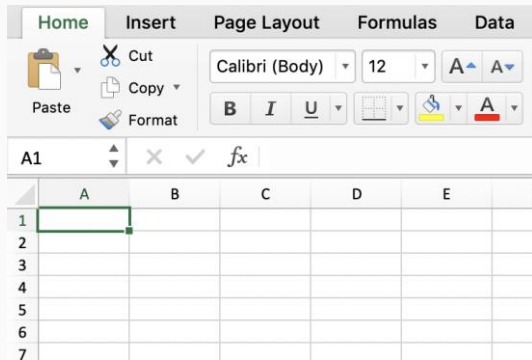 Home Insert Page Layout Formulas Data
Cut
Calibri (Body) 12 A A
Copy
Paste
B I U A
Format
A1 fx
A B C D E
1
2
3
4
5
6
7